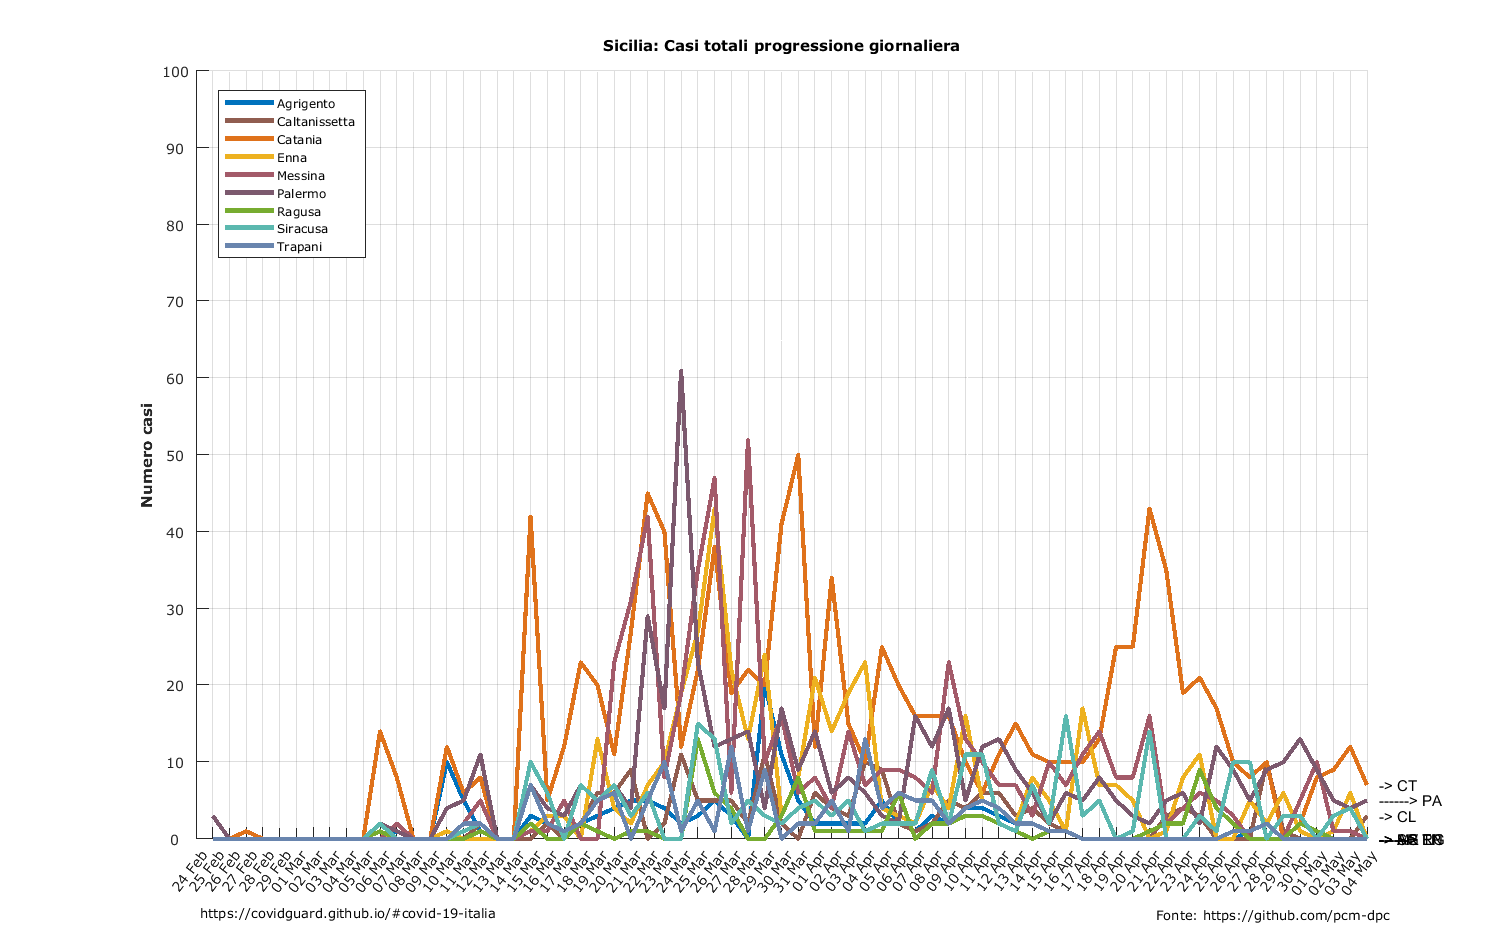 Sicilia: Casi totali progressione giornaliera
100
90
80
70
60
50
40
30
20
10
0
Numero casi
Agrigento
Caltanissetta
Catania
Enna
Messina
Palermo
Ragusa
Siracusa
Trapani
-> CT
------> PA
-> CL
24 Feb
25 Feb
26 Feb
27 Feb
28 Feb
29 Feb
01 Mar
02 Mar
03 Mar
04 Mar
05 Mar
06 Mar
07 Mar
08 Mar
09 Mar
10 Mar
11 Mar
12 Mar
13 Mar
14 Mar
15 Mar
16 Mar
17 Mar
18 Mar
19 Mar
20 Mar
21 Mar
22 Mar
23 Mar
24 Mar
25 Mar
26 Mar
27 Mar
28 Mar
29 Mar
30 Mar
31 Mar
01 Apr
02 Apr
03 Apr
04 Apr
05 Apr
06 Apr
07 Apr
08 Apr
09 Apr
10 Apr
11 Apr
12 Apr
13 Apr
14 Apr
15 Apr
16 Apr
17 Apr
18 Apr
19 Apr
20 Apr
21 Apr
22 Apr
23 Apr
24 Apr
25 Apr
26 Apr
27 Apr
28 Apr
29 Apr
30 Apr
01 May
02 May
03 May
04 May
https://covidguard.github.io/#covid-19-italia
Fonte: https://github.com/pcm-dpc